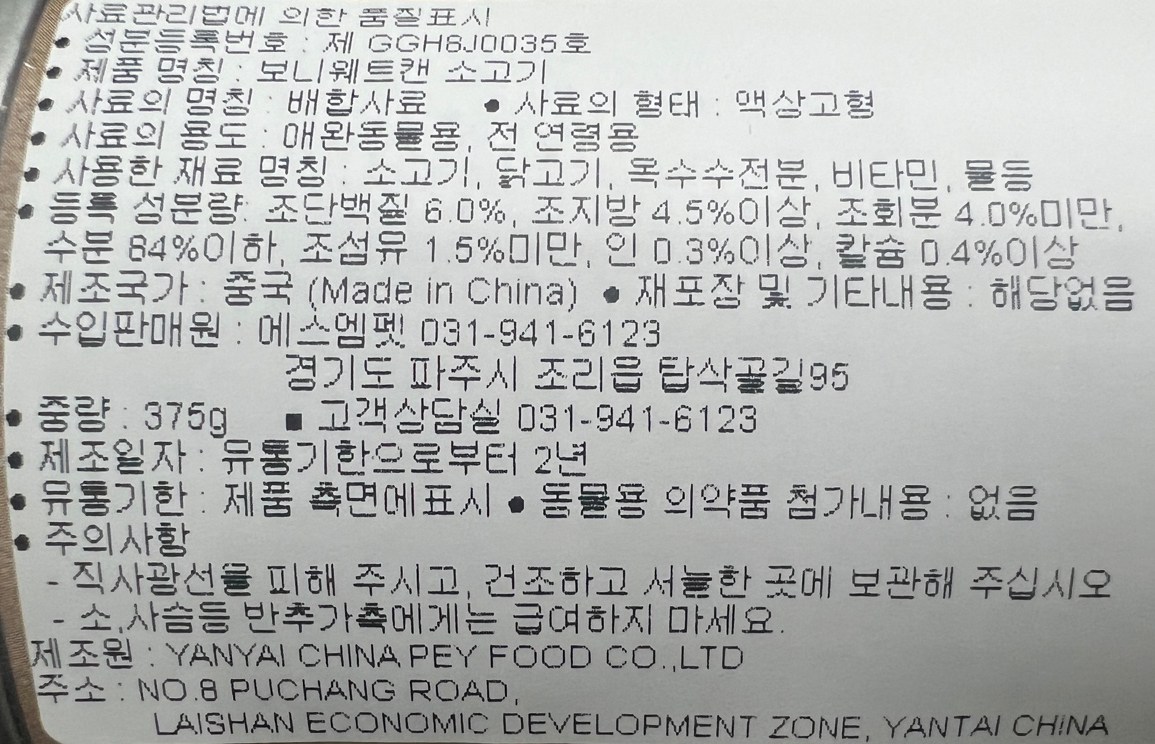 사료관리법에 의한 품질표시
• 성분등록번호 : 제 GGH8J0035호
• 제품 명칭 : 보니웨트캔 소고기
• 사료의 명칭 : 배합사료 • 사료의 형태 : 액상고형
• 사료의 용도 : 애완동물용, 전 연령용
• 사용한 재료 명칭 : 소고기, 닭고기, 옥수수전분, 비타민, 물등
• 등록 성분량: 조단백질 6.0%, 조지방 4.5%이상, 조회분 4.0%미만,
수분 84%이하, 조섬유 1.5%미만, 인 0.3%이상, 칼슘 0.4%이상
• 제조국가 : 중국 (Made in China) • 재포장 및 기타내용 : 해당없음
• 수입판매원 : 에스엠펫 031-941-6123
경기도 파주시 조리읍 탑삭골길95
• 중량 : 375g ■ 고객상담실 031-941-6123
• 제조일자 : 유통기한으로부터 2년
• 유통기한 : 제품 측면에표시 • 동물용 의약품 첨가내용 : 없음
• 주의사항
- 직사광선을 피해 주시고, 건조하고 서늘한 곳에 보관해 주십시오
- 소,사슴등 반추가축에게는 급여하지 마세요.
제조원 : YANYAI CHINA PEY FOOD CO.,LTD
주소 : NO.8 PUCHANG ROAD,
LAISHAN ECONOMIC DEVELOPMENT ZONE, YANTAI CHINA